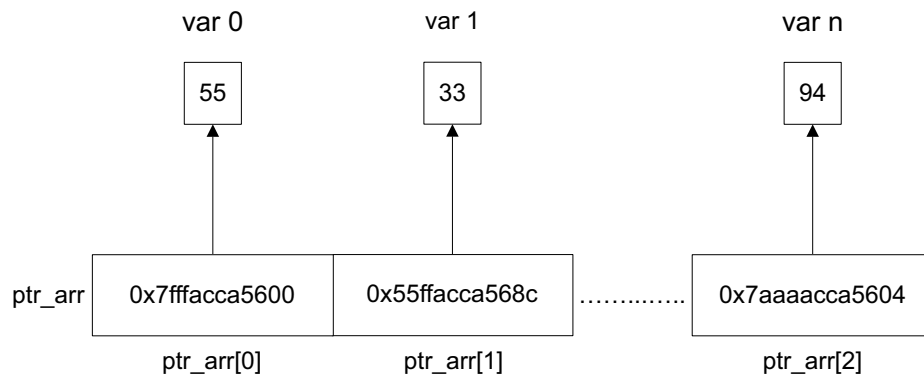 var 0 var 1 var n
55 33 94
ptr_arr 0x7fffacca5600 0x55ffacca568c ……...….. 0x7aaaacca5604
ptr_arr[0] ptr_arr[1] ptr_arr[2]